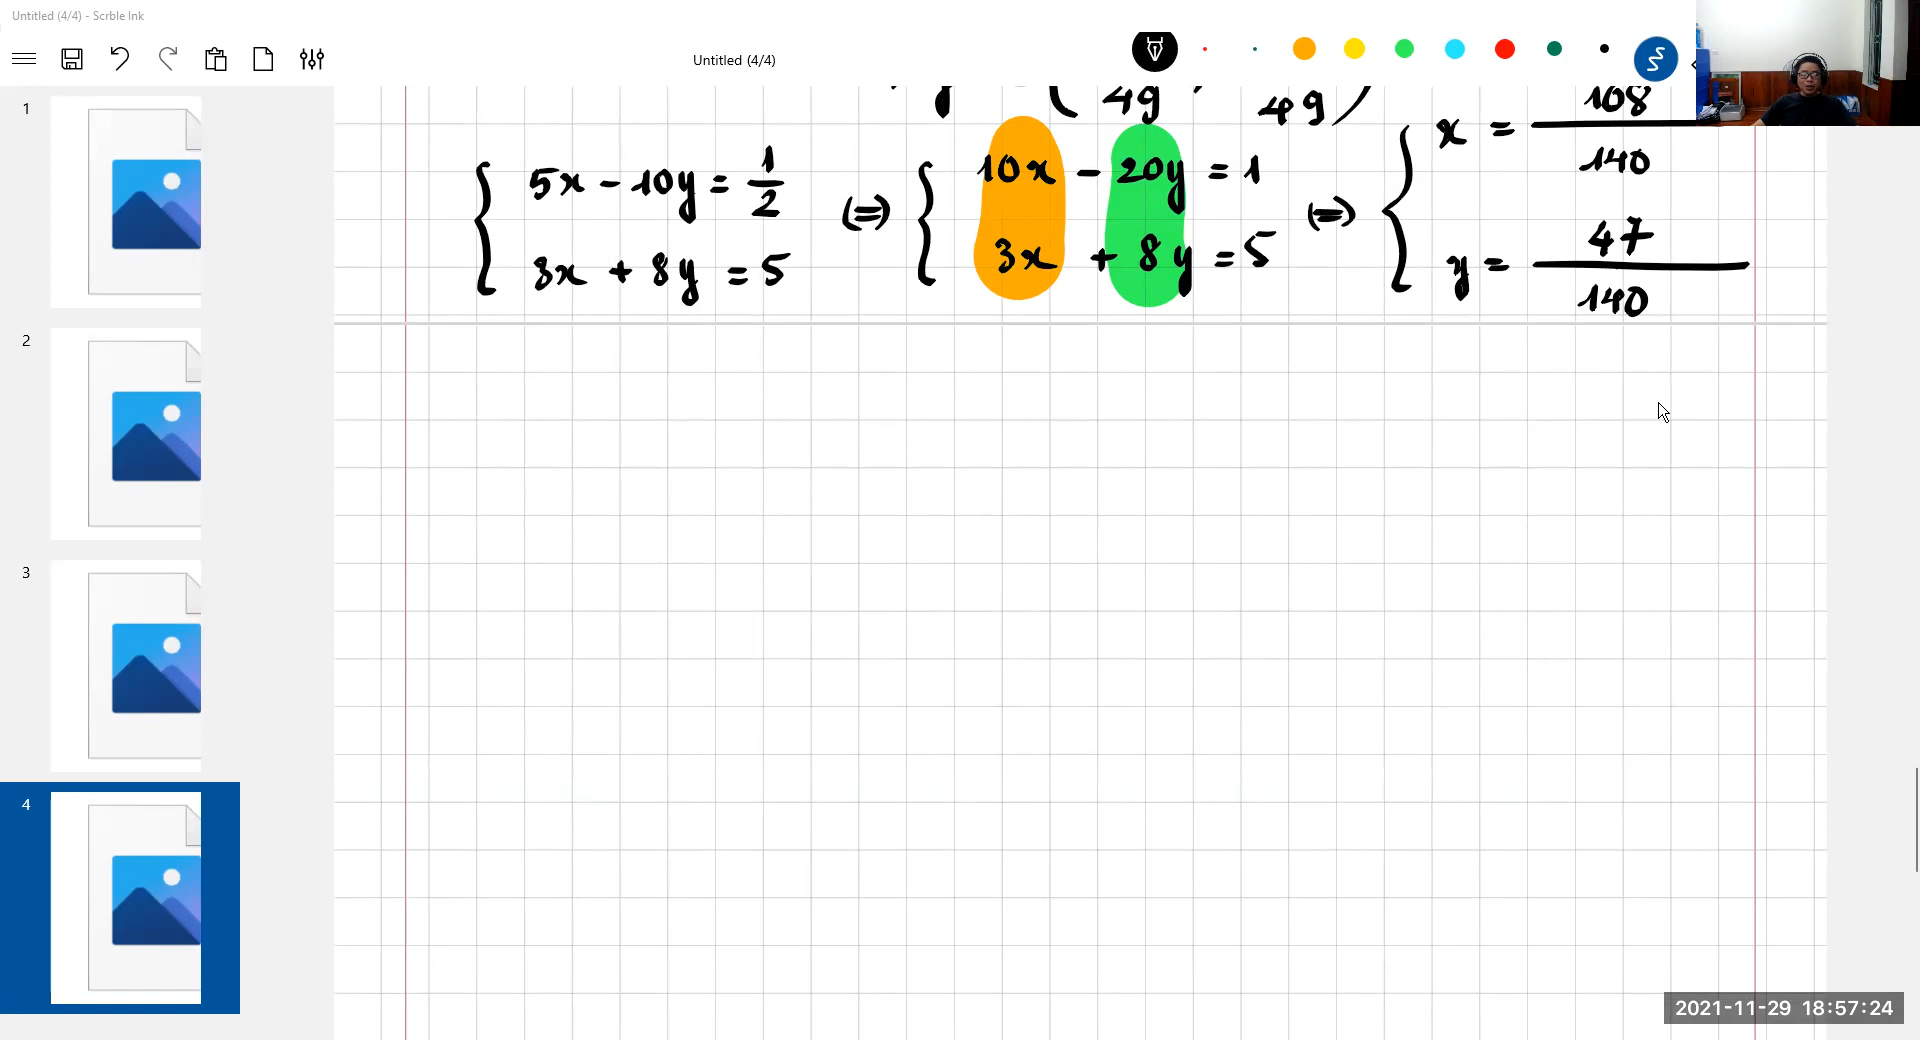 Untitled (4/4) - Scrble Ink
Untitled (4/4)
1
2
3
4
49 , 49 )
5x - 10y = 1/2
3x + 8y = 5
(=)
10x - 20y = 1
3x + 8y = 5
(=)
x = 108/140
y = 47/140
2021-11-29 18:57:24